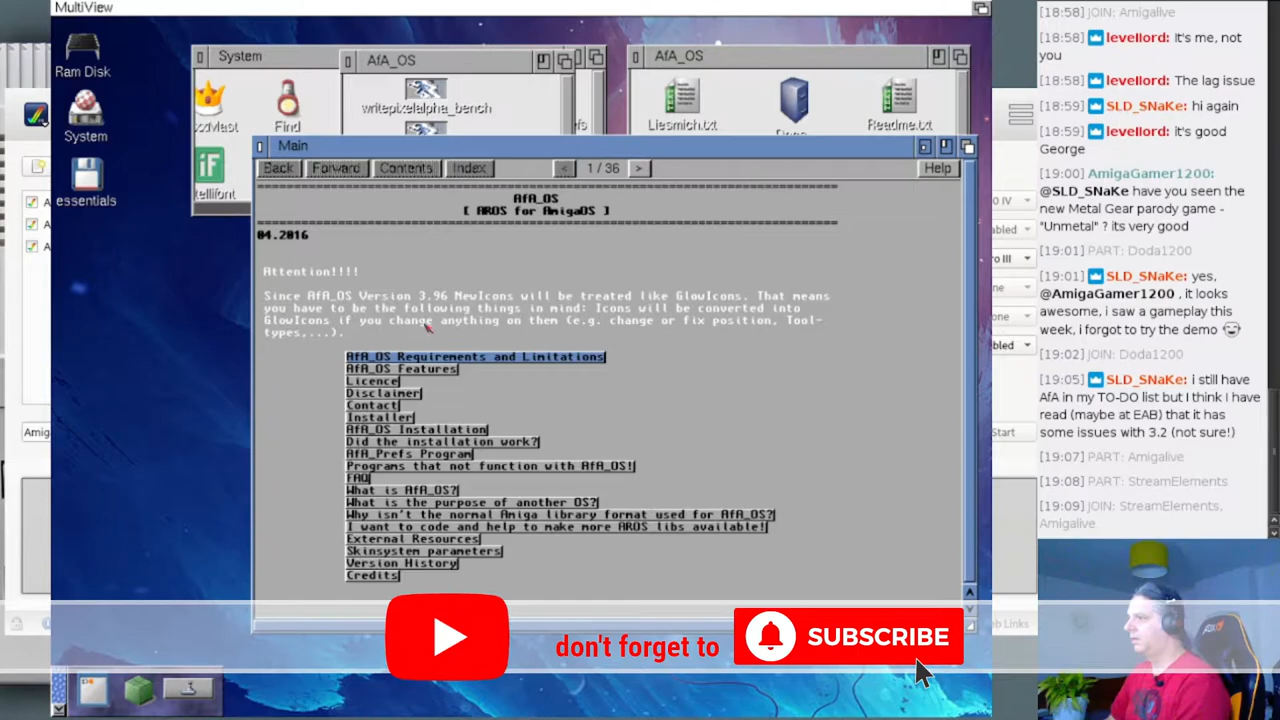 MultiView
Ram Disk
System
essentials
System
Find
tellifont
AfA_OS
writepixelalpha_bench
AfA_OS
Liesmich.txt
Readme.txt
Main
Back
Forward
Contents
Index
<
1 / 36
>
Help
AfA_OS
[ AROS for AmigaOS ]
04.2016
Attention!!!!
Since AfA_OS Version 3.96 NewIcons will be treated like GlowIcons. That means
you have to be the following things in mind: Icons will be converted into
GlowIcons if you change anything on them (e.g. change or fix position, Tool-
types,...).
AfA_OS Requirements and Limitations
AfA_OS Features
Licence
Disclaimer
Contact
Installer
AfA_OS Installation
Did the installation work?
AfA_Prefs Program
Programs that not function with AfA_OS!
FAQ
What is AfA_OS?
What is the purpose of another OS?
Why isn't the normal Amiga library format used for AfA_OS?
I want to code and help to make more AROS libs available!
External Resources
Skinsystem parameters
Version History
Credits
don't forget to
SUBSCRIBE
Amig
Start
[18:58] JOIN: Amigalive
[18:58] levellord: It's me, not
you
[18:58] levellord: The lag issue
[18:59] SLD_SNaKe: hi again
[18:59] levellord: it's good
George
[19:00] AmigaGamer1200:
@SLD_SNaKe have you seen the
new Metal Gear parody game -
"Unmetal" ? its very good
[19:01] PART: Doda1200
[19:01] SLD_SNaKe: yes,
@AmigaGamer1200 , it looks
awesome, i saw a gameplay this
week, i forgot to try the demo
[19:02] JOIN: Doda1200
[19:05] SLD_SNaKe: i still have
AfA in my TO-DO list but I think I have
read (maybe at EAB) that it has
some issues with 3.2 (not sure!)
[19:07] PART: Amigalive
[19:08] PART: StreamElements
[19:09] JOIN: StreamElements,
Amigalive